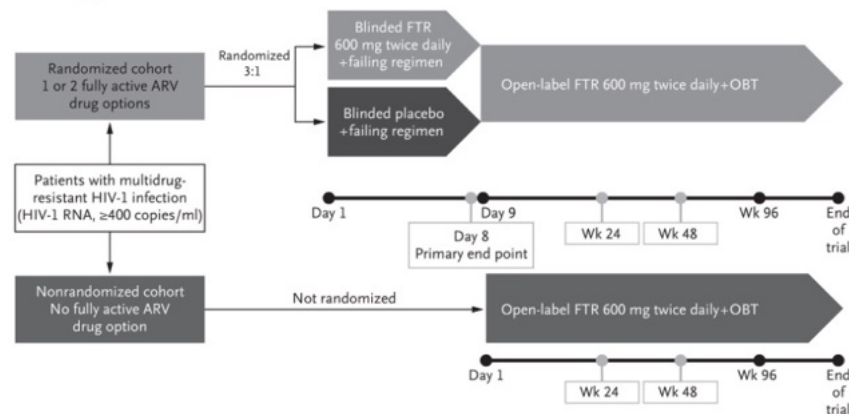 Blinded FTR
600 mg twice daily
+failing regimen
Randomized
3:1
Randomized cohort
1 or 2 fully active ARV
drug options
Open-label FTR 600 mg twice daily+OBT
Blinded placebo
+failing regimen
Patients with multidrug-
resistant HIV-1 infection
(HIV-1 RNA, ≥400 copies/ml)
Day 1
Day 9
Wk 96
End
of
trial
Day 8
Primary end point
Wk 24
Wk 48
Nonrandomized cohort
No fully active ARV
drug option
Not randomized
Open-label FTR 600 mg twice daily+OBT
Day 1
Wk 24
Wk 48
Wk 96
End
of
trial